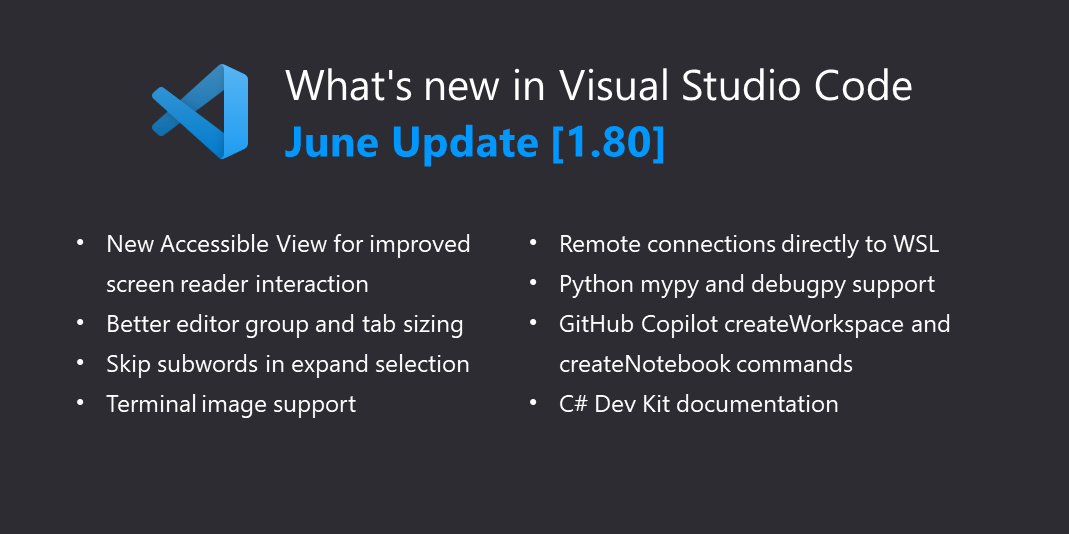 What's new in Visual Studio Code
June Update [1.80]
• New Accessible View for improved
screen reader interaction
• Better editor group and tab sizing
• Skip subwords in expand selection
• Terminal image support
• Remote connections directly to WSL
• Python mypy and debugpy support
• GitHub Copilot createWorkspace and
createNotebook commands
• C# Dev Kit documentation